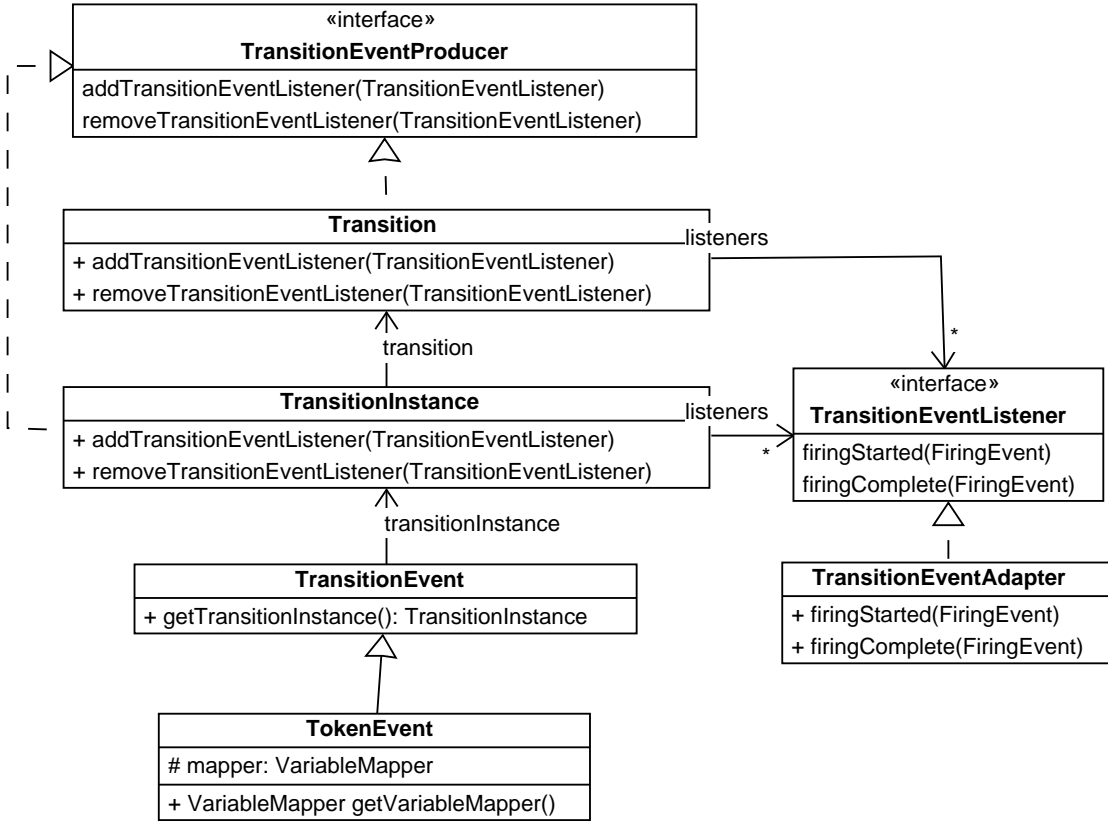 «interface»
TransitionEventProducer
addTransitionEventListener(TransitionEventListener)
removeTransitionEventListener(TransitionEventListener)
Transition
+ addTransitionEventListener(TransitionEventListener)
+ removeTransitionEventListener(TransitionEventListener)
listeners
*
transition
TransitionInstance
+ addTransitionEventListener(TransitionEventListener)
+ removeTransitionEventListener(TransitionEventListener)
listeners
*
«interface»
TransitionEventListener
firingStarted(FiringEvent)
firingComplete(FiringEvent)
transitionInstance
TransitionEvent
+ getTransitionInstance(): TransitionInstance
TransitionEventAdapter
+ firingStarted(FiringEvent)
+ firingComplete(FiringEvent)
TokenEvent
# mapper: VariableMapper
+ VariableMapper getVariableMapper()